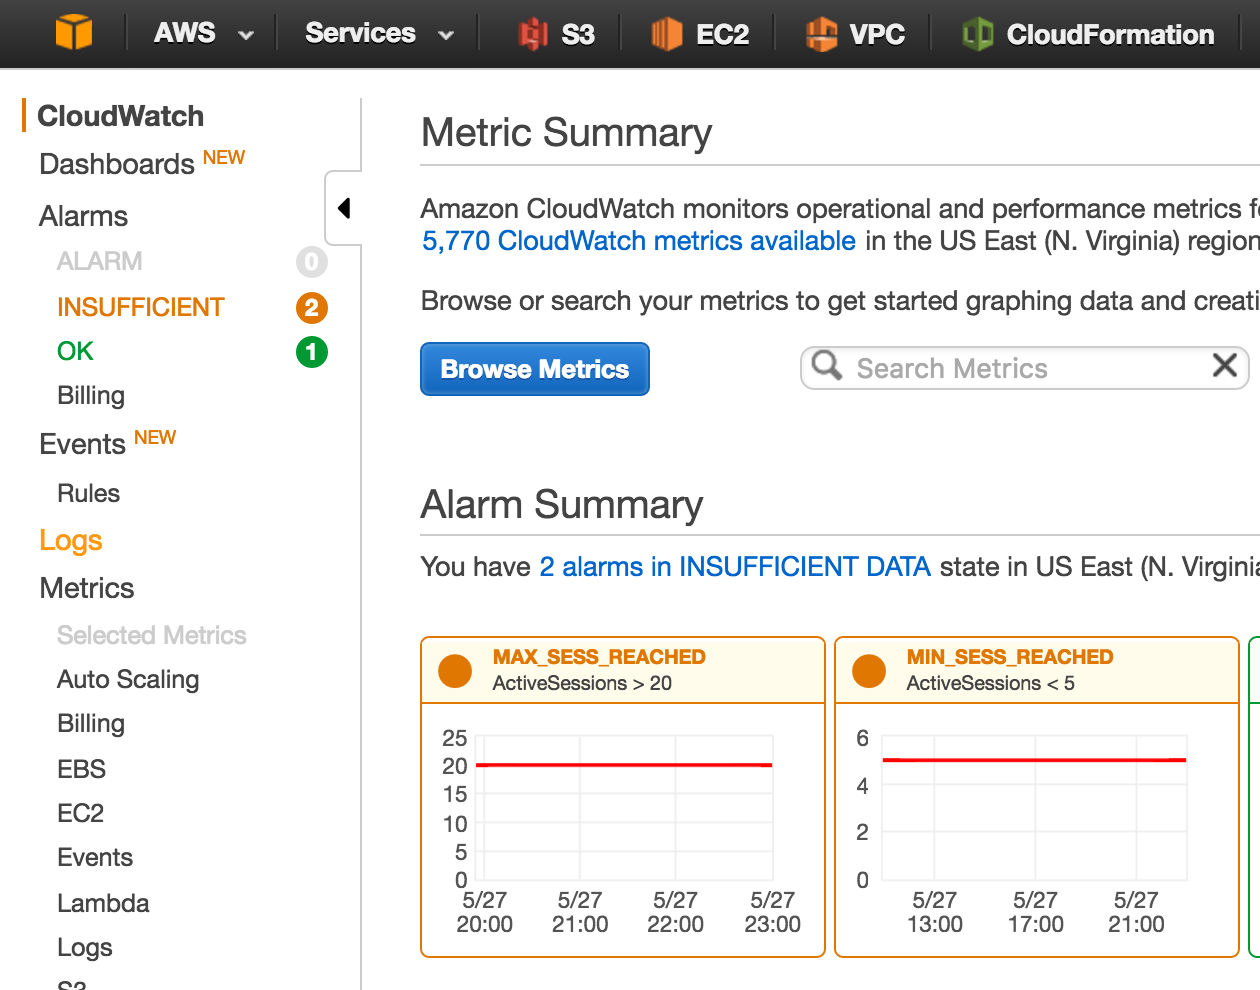 AWS Services S3 EC2 VPC CloudFormation
CloudWatch
Dashboards NEW
Alarms
ALARM 0
INSUFFICIENT 2
OK 1
Billing
Events NEW
Rules
Logs
Metrics
Selected Metrics
Auto Scaling
Billing
EBS
EC2
Events
Lambda
Logs
S3
Metric Summary
Amazon CloudWatch monitors operational and performance metrics f
5,770 CloudWatch metrics available in the US East (N. Virginia) region
Browse or search your metrics to get started graphing data and creati
Browse Metrics
Search Metrics
Alarm Summary
You have 2 alarms in INSUFFICIENT DATA state in US East (N. Virginia
MAX_SESS_REACHED
ActiveSessions > 20
25
20
15
10
5
0
5/27 5/27 5/27 5/27
20:00 21:00 22:00 23:00
MIN_SESS_REACHED
ActiveSessions < 5
6
4
2
0
5/27 5/27 5/27
13:00 17:00 21:00